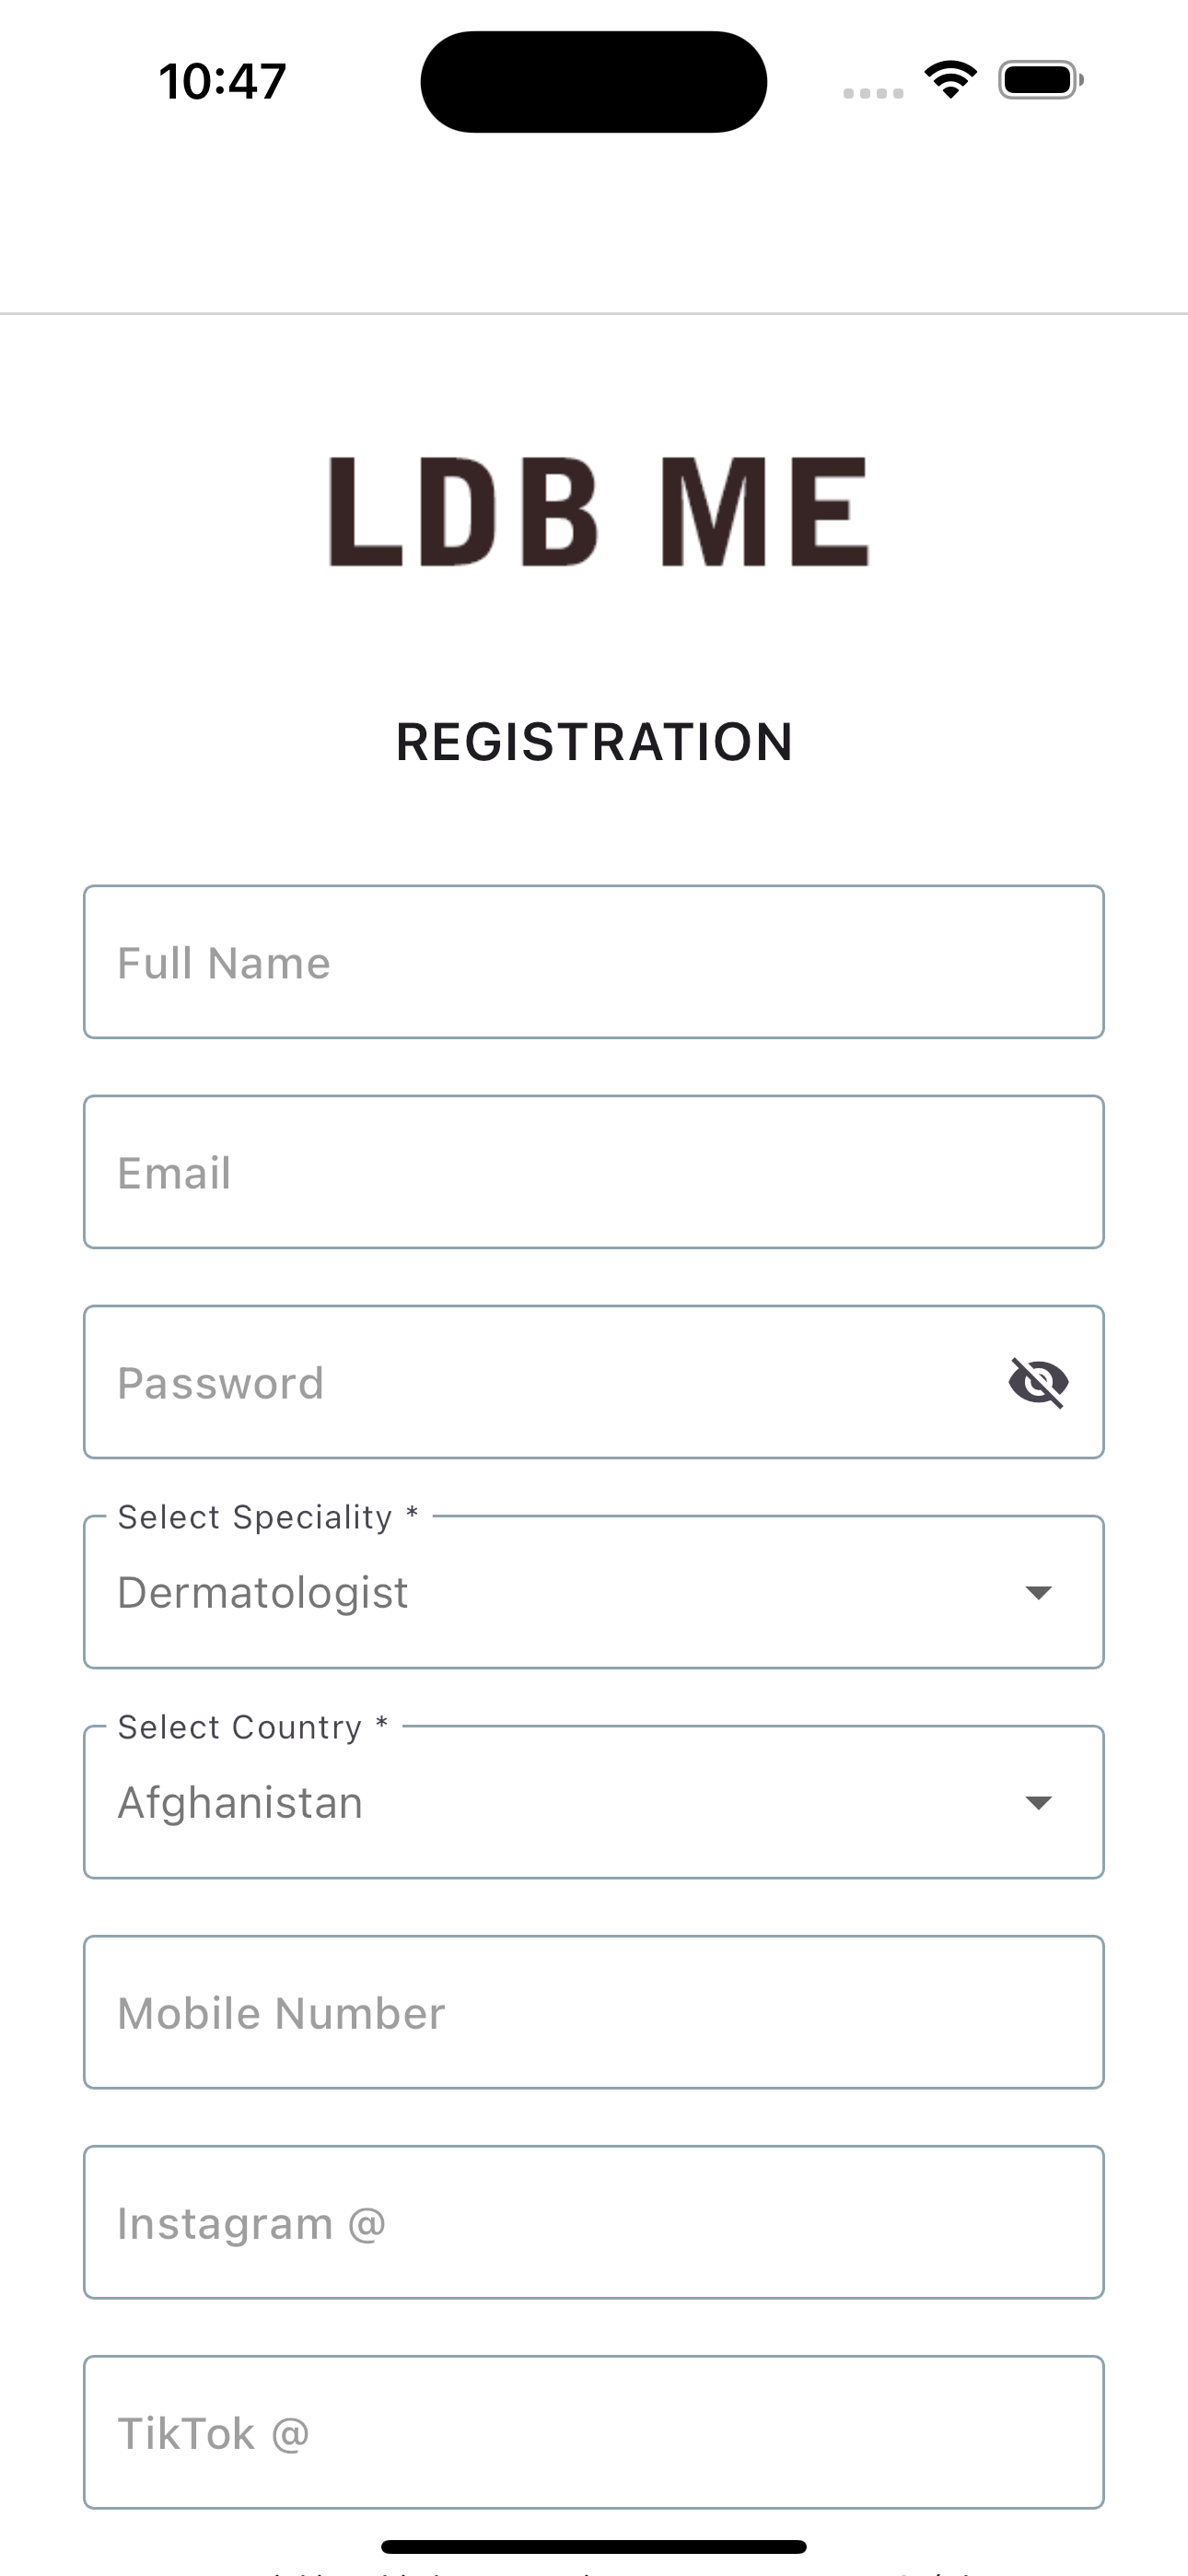 10:47
LDB ME
REGISTRATION
Full Name
Email
Password
Select Speciality *
Dermatologist
Select Country *
Afghanistan
Mobile Number
Instagram @
TikTok @